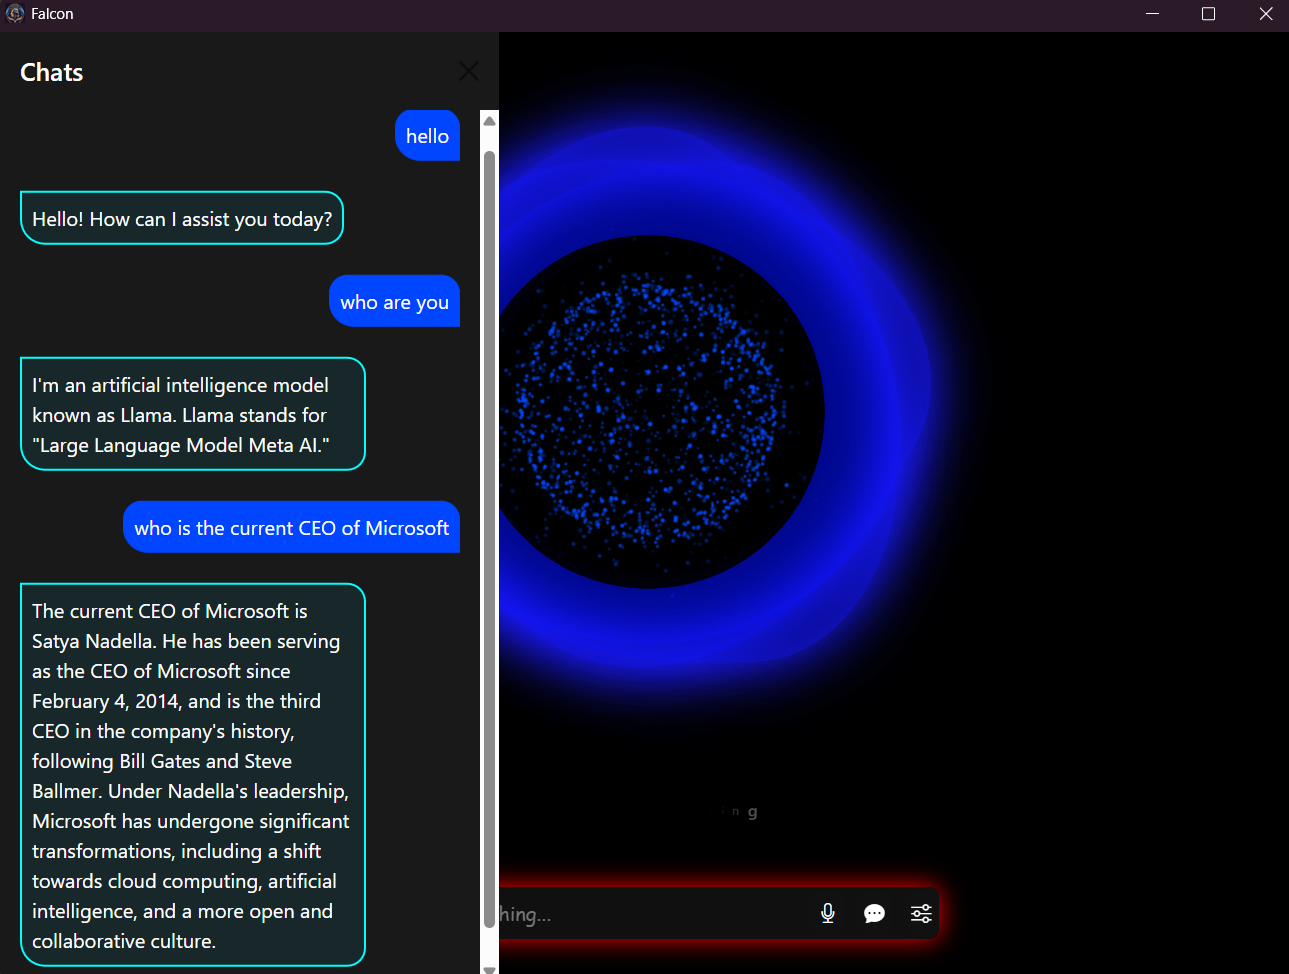 Falcon
Chats
hello
Hello! How can I assist you today?
who are you
I'm an artificial intelligence model
known as Llama. Llama stands for
"Large Language Model Meta AI."
who is the current CEO of Microsoft
The current CEO of Microsoft is
Satya Nadella. He has been serving
as the CEO of Microsoft since
February 4, 2014, and is the third
CEO in the company's history,
following Bill Gates and Steve
Ballmer. Under Nadella's leadership,
Microsoft has undergone significant
transformations, including a shift
towards cloud computing, artificial
intelligence, and a more open and
collaborative culture.
n g
hing...